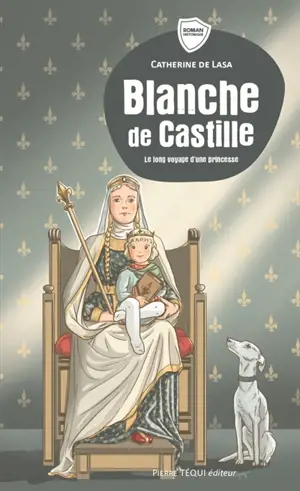 ROMAN
HISTORIQUE
CATHERINE DE LASA
Blanche
de Castille
Le long voyage d'une princesse
PIERRE TÉQUI éditeur